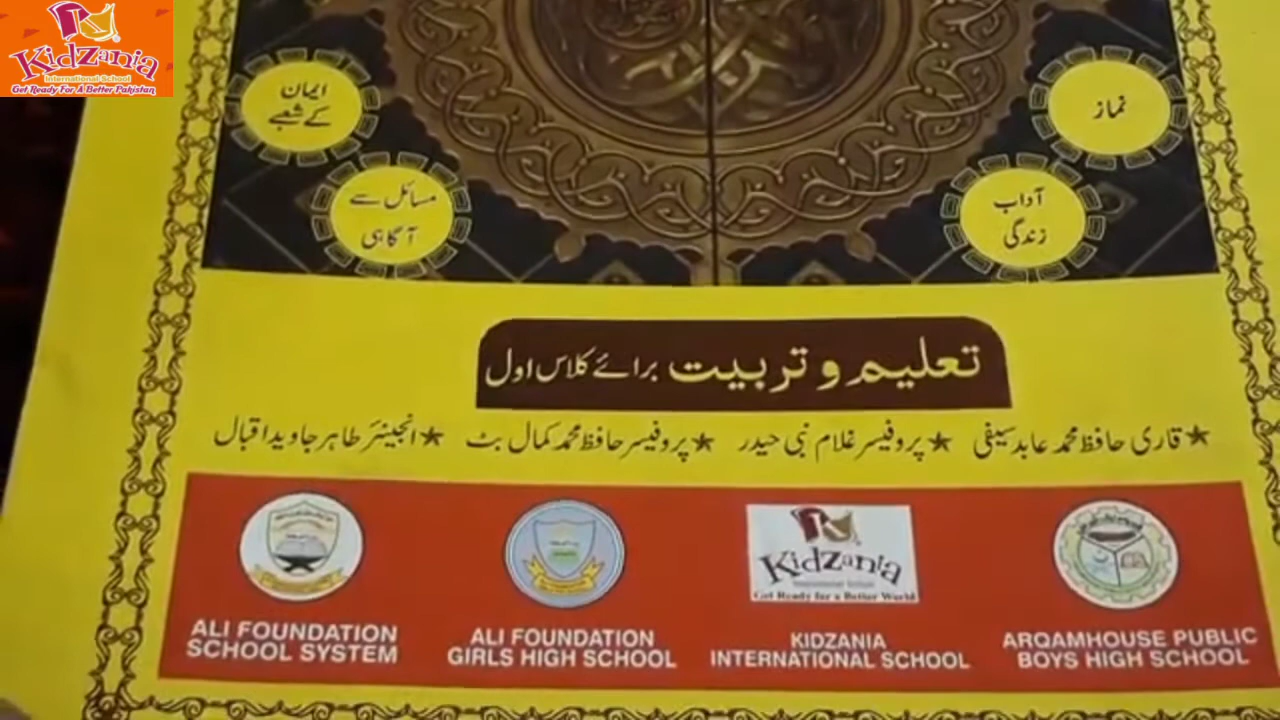 KidZania
International School
Get Ready For A Better Pakistan
ایمان
کے شعبے
نماز
مسائل سے
آگاہی
آداب
زندگی
تعلیم و تربیت برائے کلاس اول
★ قاری حافظ محمد عابد سیفی ★ پروفیسر غلام نبی حیدر ★ پروفیسر حافظ محمد کمال بٹ ★ انجینئر طاہر جاوید اقبال
KidZania
International School
Get Ready for a Better World
ALI FOUNDATION
SCHOOL SYSTEM
ALI FOUNDATION
GIRLS HIGH SCHOOL
KIDZANIA
INTERNATIONAL SCHOOL
ARQAMHOUSE PUBLIC
BOYS HIGH SCHOOL